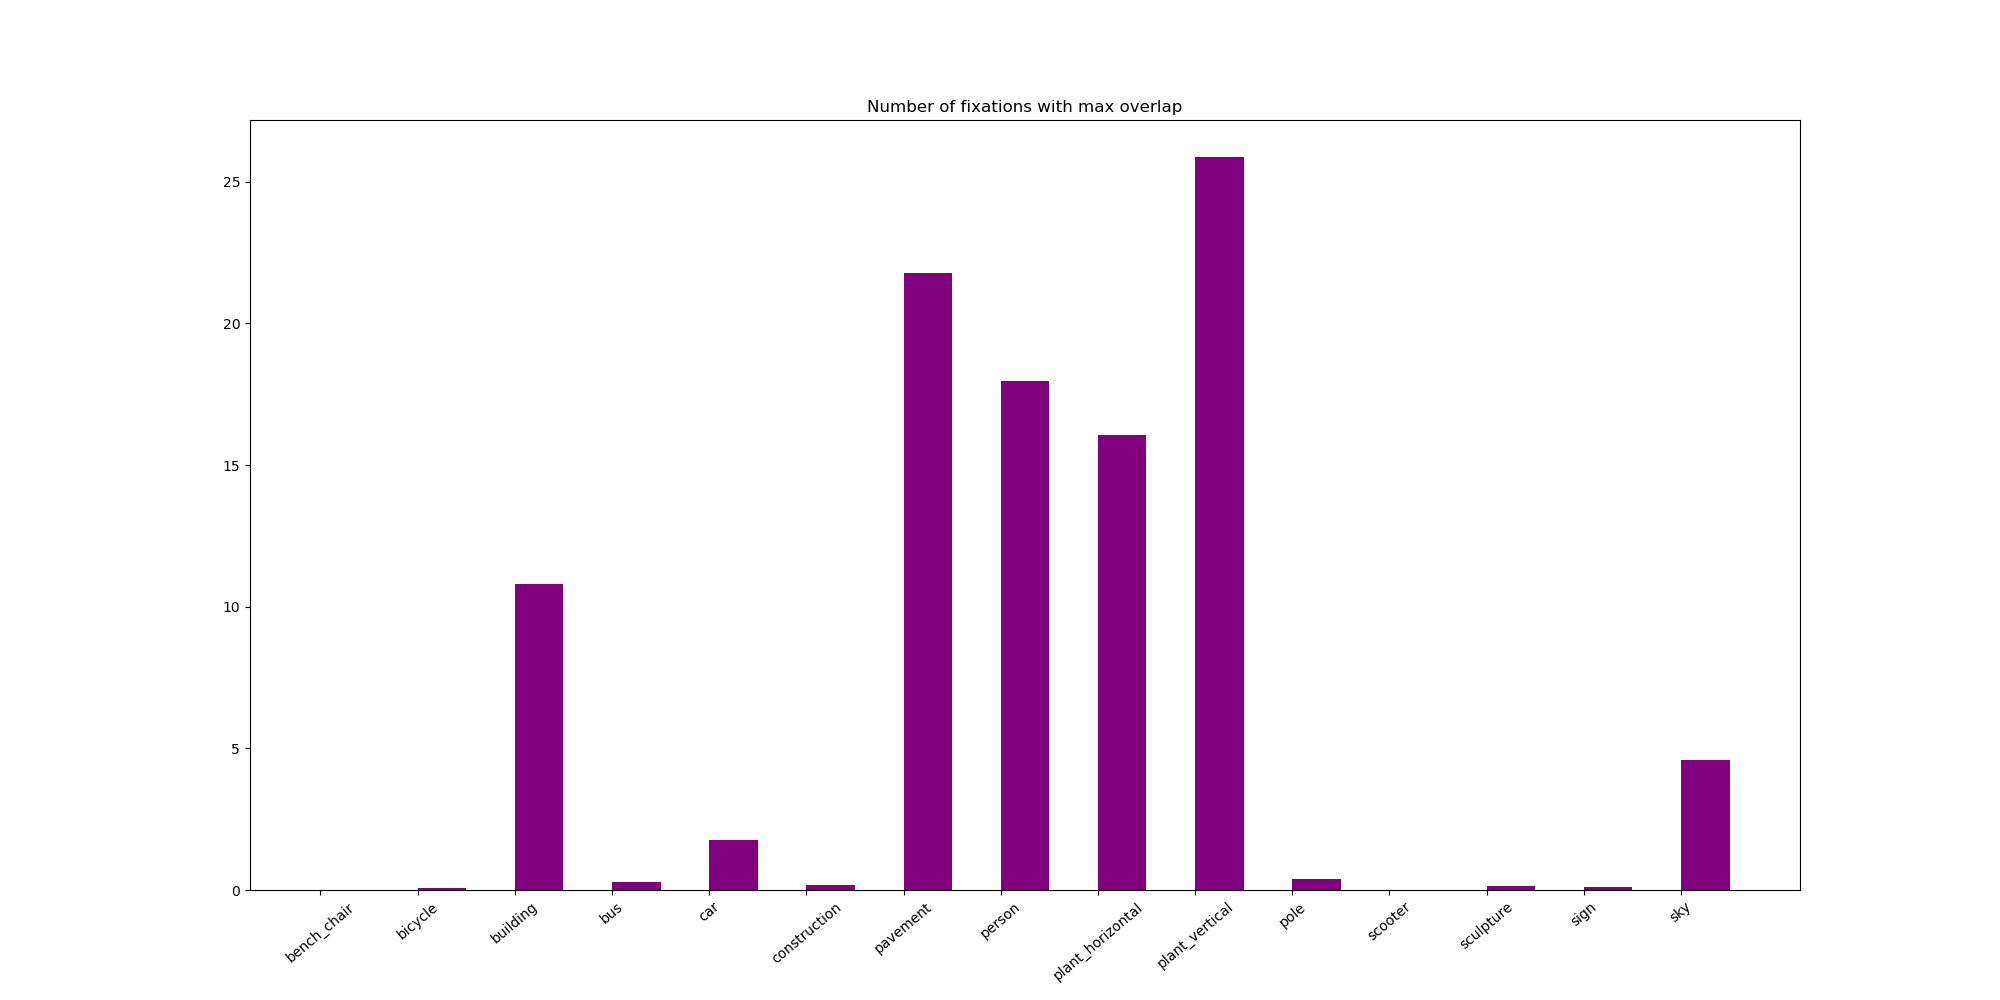 Number of fixations with max overlap
25
20
15
10
5
0
bench_chair
bicycle
building
bus
car
construction
pavement
person
plant_horizontal
plant_vertical
pole
scooter
sculpture
sign
sky